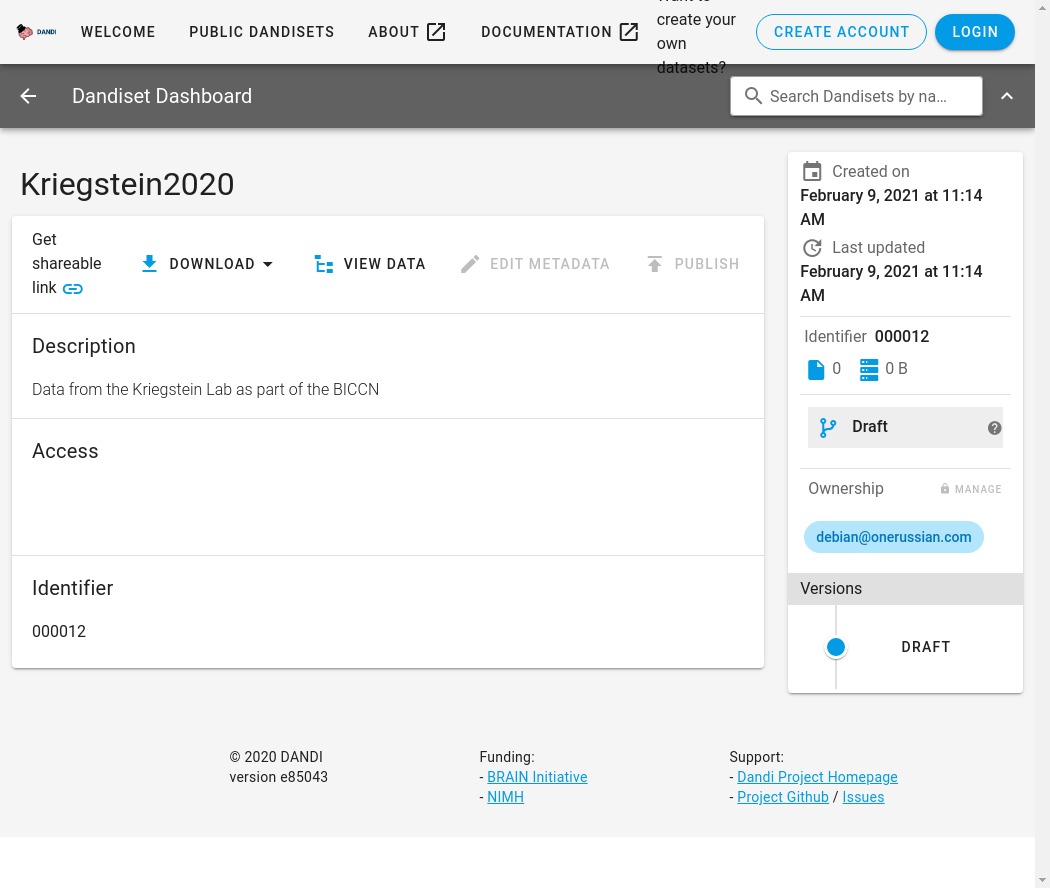 DANDI
WELCOME
PUBLIC DANDISETS
ABOUT
DOCUMENTATION
create your
own
datasets?
CREATE ACCOUNT
LOGIN
Dandiset Dashboard
Search Dandisets by na...
Kriegstein2020
Get
shareable
link
DOWNLOAD
VIEW DATA
EDIT METADATA
PUBLISH
Description
Data from the Kriegstein Lab as part of the BICCN
Access
Identifier
000012
Created on
February 9, 2021 at 11:14
AM
Last updated
February 9, 2021 at 11:14
AM
Identifier 000012
0
0 B
Draft
Ownership
MANAGE
debian@onerussian.com
Versions
DRAFT
© 2020 DANDI
version e85043
Funding:
- BRAIN Initiative
- NIMH
Support:
- Dandi Project Homepage
- Project Github / Issues